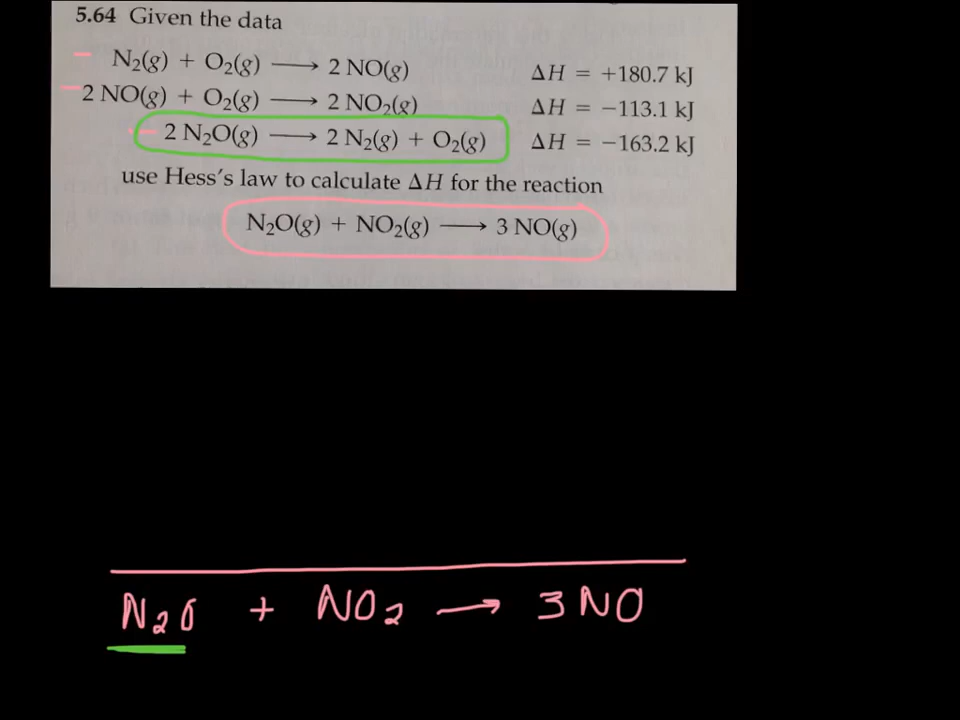 5.64 Given the data
N₂(g) + O₂(g) ⟶ 2 NO(g) ΔH = +180.7 kJ
2 NO(g) + O₂(g) ⟶ 2 NO₂(g) ΔH = −113.1 kJ
2 N₂O(g) ⟶ 2 N₂(g) + O₂(g) ΔH = −163.2 kJ
use Hess's law to calculate ΔH for the reaction
N₂O(g) + NO₂(g) ⟶ 3 NO(g)
N₂O + NO₂ ⟶ 3 NO